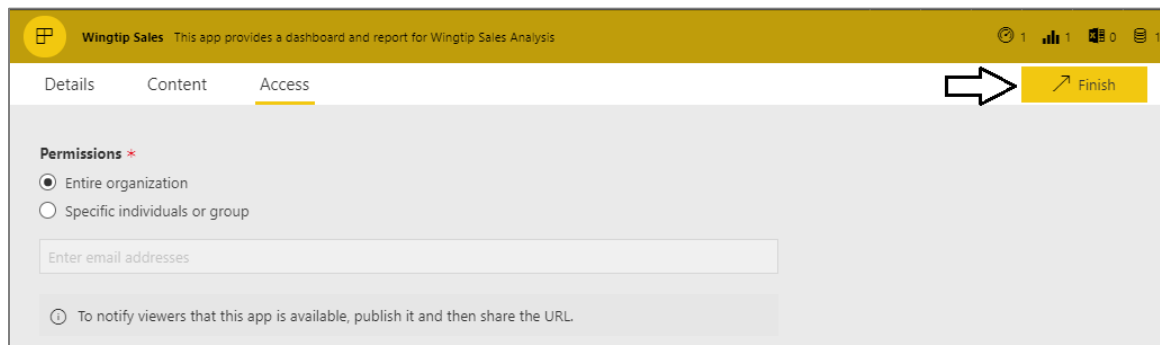 Wingtip Sales This app provides a dashboard and report for Wingtip Sales Analysis 1 1 0 1
Details Content Access Finish
Permissions *
Entire organization
Specific individuals or group
Enter email addresses
To notify viewers that this app is available, publish it and then share the URL.